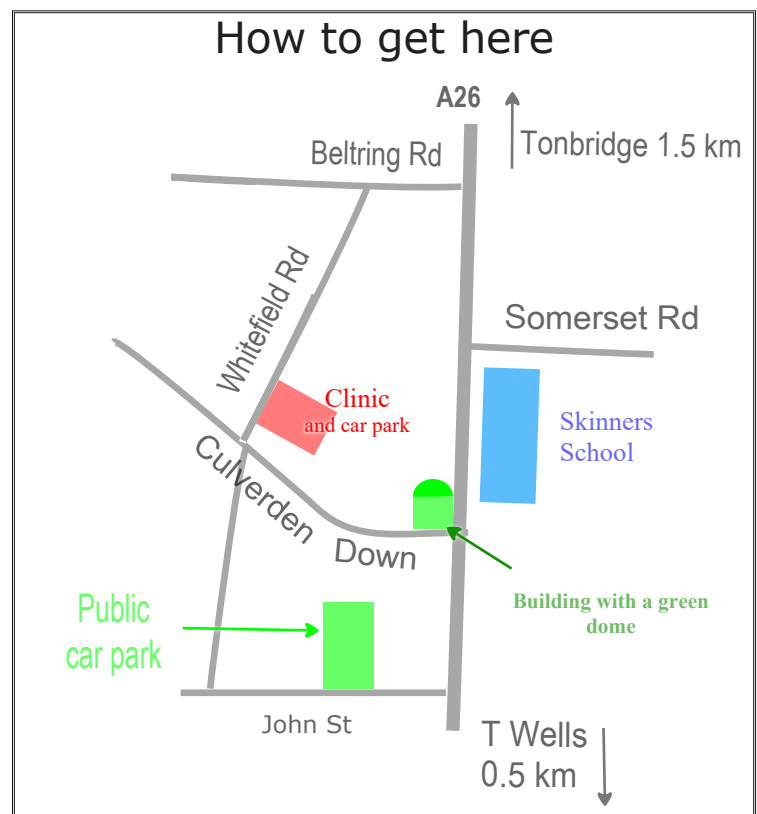 How to get here
A26
Tonbridge 1.5 km
Beltring Rd
Whitefield Rd
Somerset Rd
Clinic
and car park
Skinners
School
Culverden
Down
Building with a green
dome
Public
car park
John St
T Wells
0.5 km